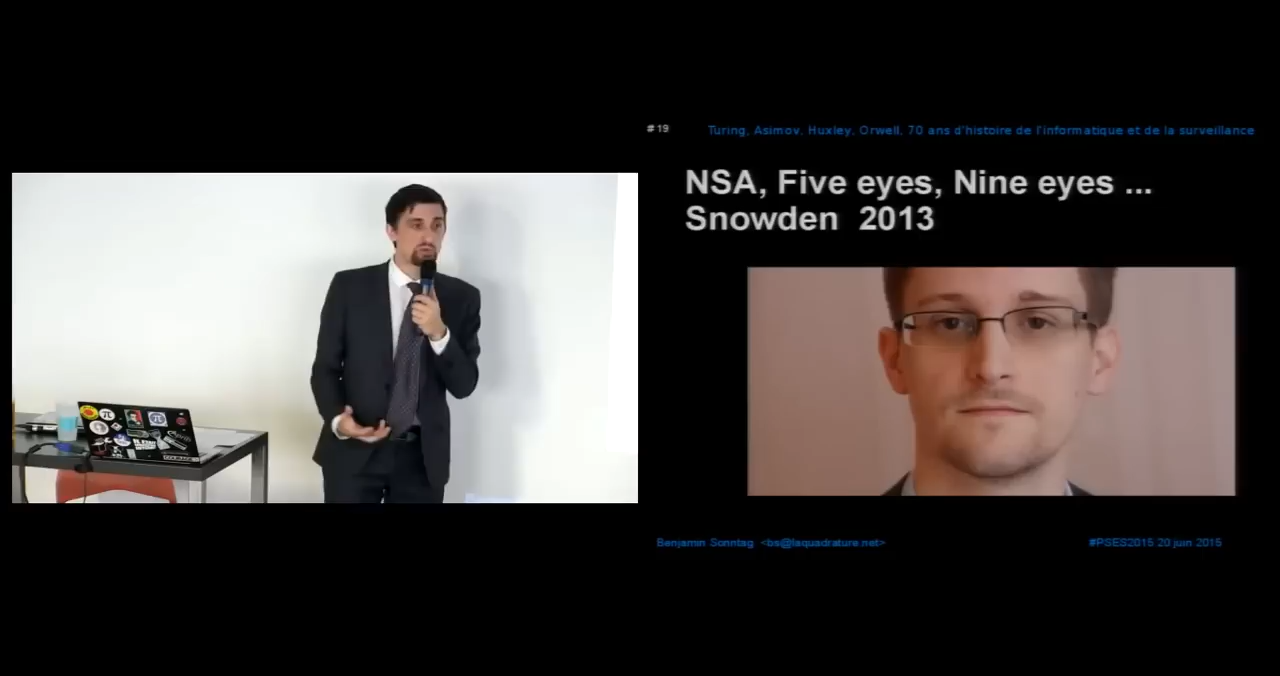 #19
Turing, Asimov, Huxley, Orwell, 70 ans d'histoire de l'informatique et de la surveillance
NSA, Five eyes, Nine eyes ...
Snowden 2013
Benjamin Sonntag <bs@laquadrature.net>
#PSES2015 20 juin 2015